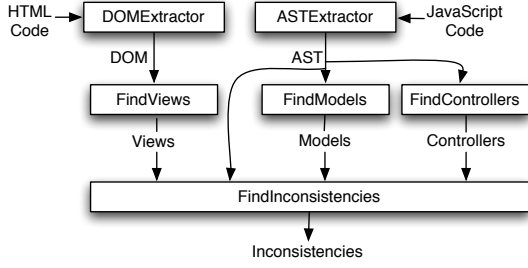 HTML
Code
DOMExtractor
ASTExtractor
JavaScript
Code
DOM
AST
FindViews
FindModels
FindControllers
Views
Models
Controllers
FindInconsistencies
Inconsistencies